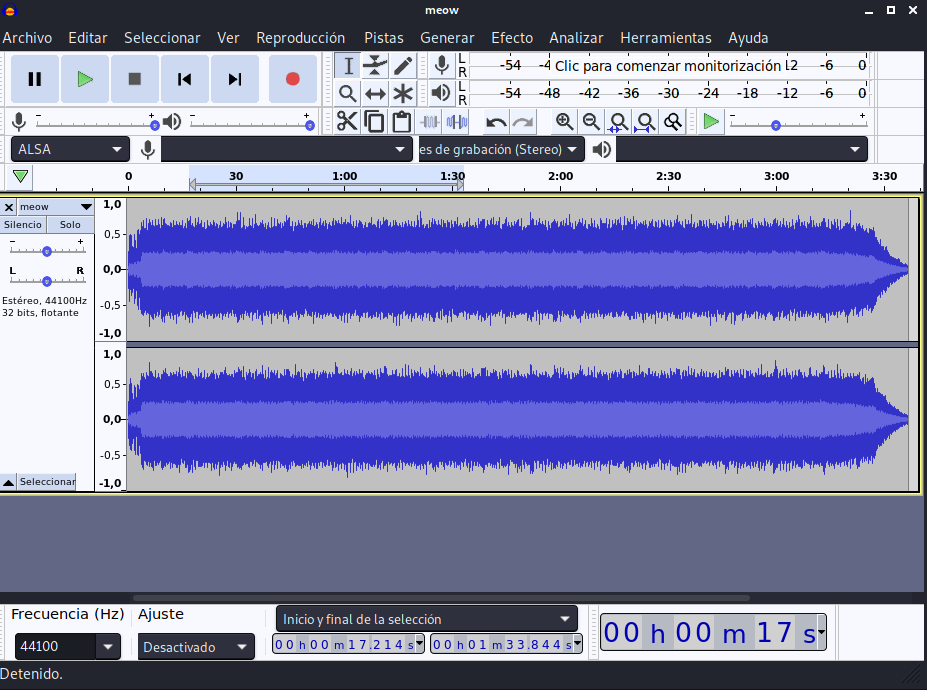 meow
Archivo Editar Seleccionar Ver Reproducción Pistas Generar Efecto Analizar Herramientas Ayuda
L
R
-54 -4 Clic para comenzar monitorización l2 -6 0
L
R
-54 -48 -42 -36 -30 -24 -18 -12 -6 0
- + - +
- +
ALSA
es de grabación (Stereo)
0 30 1:00 1:30 2:00 2:30 3:00 3:30
meow
Silencio Solo
- +
L R
Estéreo, 44100Hz
32 bits, flotante
Seleccionar
1,0
0,5-
0,0-
-0,5-
-1,0
1,0
0,5-
0,0-
-0,5-
-1,0
Frecuencia (Hz) Ajuste
44100
Desactivado
Inicio y final de la selección
00 h 00 m 17.214 s
00 h 01 m 33.844 s
00 h 00 m 17 s
Detenido.